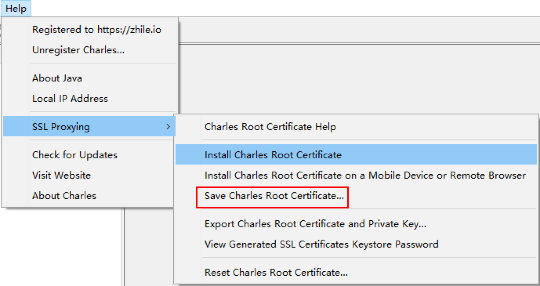 Help
Registered to https://zhile.io
Unregister Charles...
About Java
Local IP Address
SSL Proxying
Check for Updates
Visit Website
About Charles
Charles Root Certificate Help
Install Charles Root Certificate
Install Charles Root Certificate on a Mobile Device or Remote Browser
Save Charles Root Certificate...
Export Charles Root Certificate and Private Key...
View Generated SSL Certificates Keystore Password
Reset Charles Root Certificate...